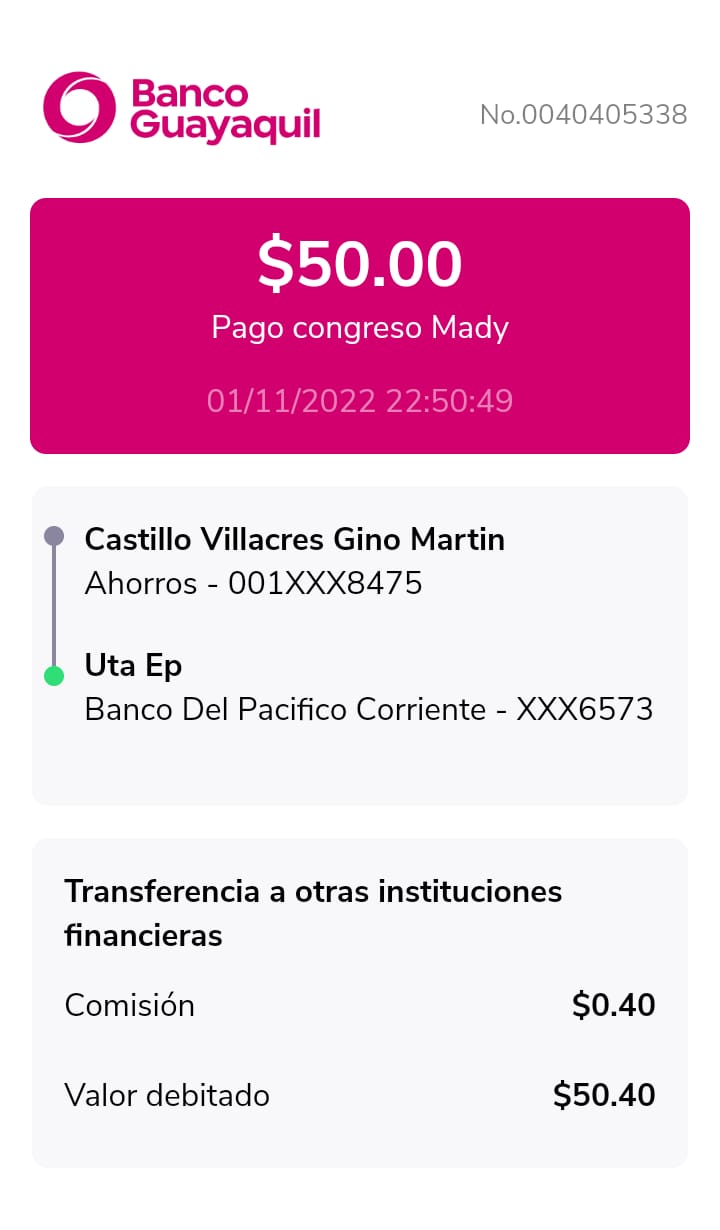 Banco
Guayaquil
No.0040405338
$50.00
Pago congreso Mady
01/11/2022 22:50:49
Castillo Villacres Gino Martin
Ahorros - 001XXX8475
Uta Ep
Banco Del Pacifico Corriente - XXX6573
Transferencia a otras instituciones
financieras
Comisión $0.40
Valor debitado $50.40